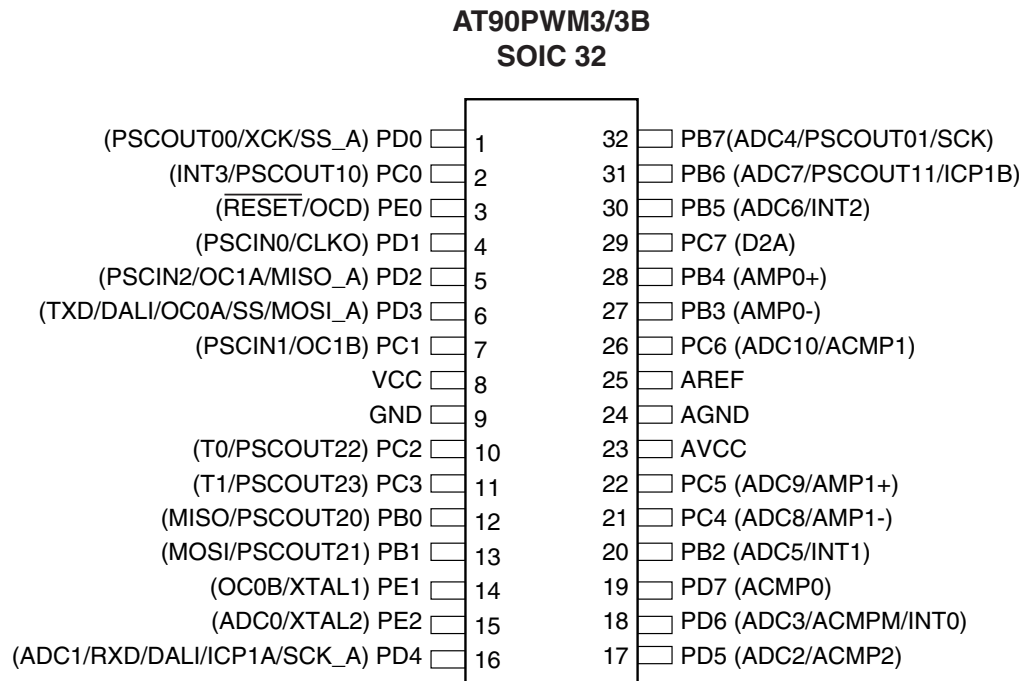 AT90PWM3/3B
SOIC 32
(PSCOUT00/XCK/SS_A) PD0 1 32 PB7(ADC4/PSCOUT01/SCK)
(INT3/PSCOUT10) PC0 2 31 PB6 (ADC7/PSCOUT11/ICP1B)
(RESET/OCD) PE0 3 30 PB5 (ADC6/INT2)
(PSCIN0/CLKO) PD1 4 29 PC7 (D2A)
(PSCIN2/OC1A/MISO_A) PD2 5 28 PB4 (AMP0+)
(TXD/DALI/OC0A/SS/MOSI_A) PD3 6 27 PB3 (AMP0-)
(PSCIN1/OC1B) PC1 7 26 PC6 (ADC10/ACMP1)
VCC 8 25 AREF
GND 9 24 AGND
(T0/PSCOUT22) PC2 10 23 AVCC
(T1/PSCOUT23) PC3 11 22 PC5 (ADC9/AMP1+)
(MISO/PSCOUT20) PB0 12 21 PC4 (ADC8/AMP1-)
(MOSI/PSCOUT21) PB1 13 20 PB2 (ADC5/INT1)
(OC0B/XTAL1) PE1 14 19 PD7 (ACMP0)
(ADC0/XTAL2) PE2 15 18 PD6 (ADC3/ACMPM/INT0)
(ADC1/RXD/DALI/ICP1A/SCK_A) PD4 16 17 PD5 (ADC2/ACMP2)